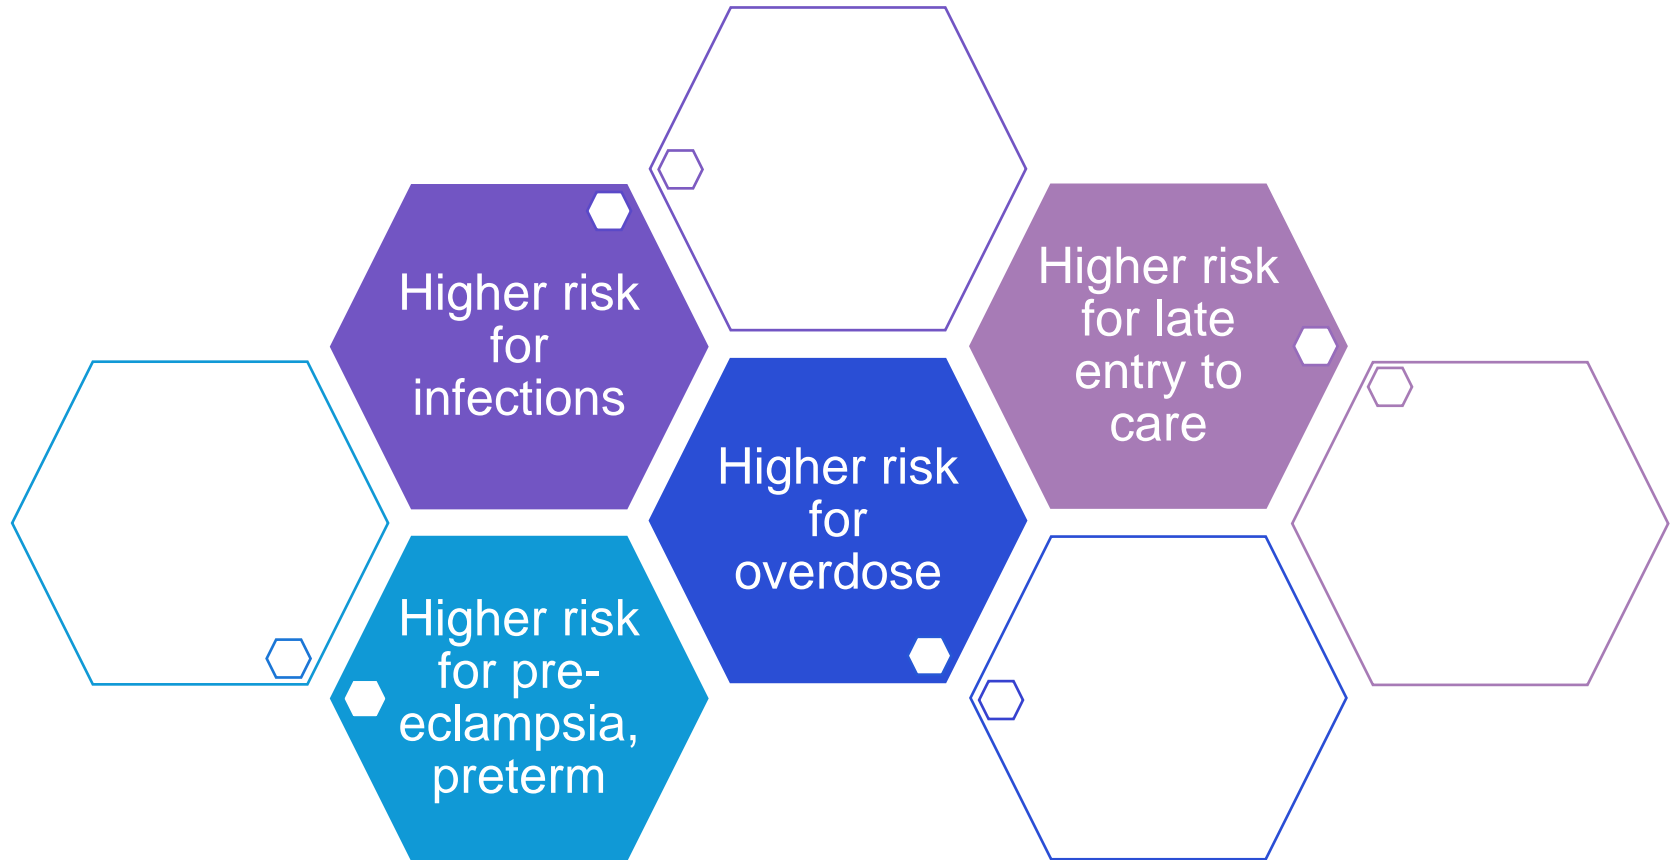 Higher risk
for
infections
Higher risk
for late
entry to
care
Higher risk
for
overdose
Higher risk
for pre-
eclampsia,
preterm